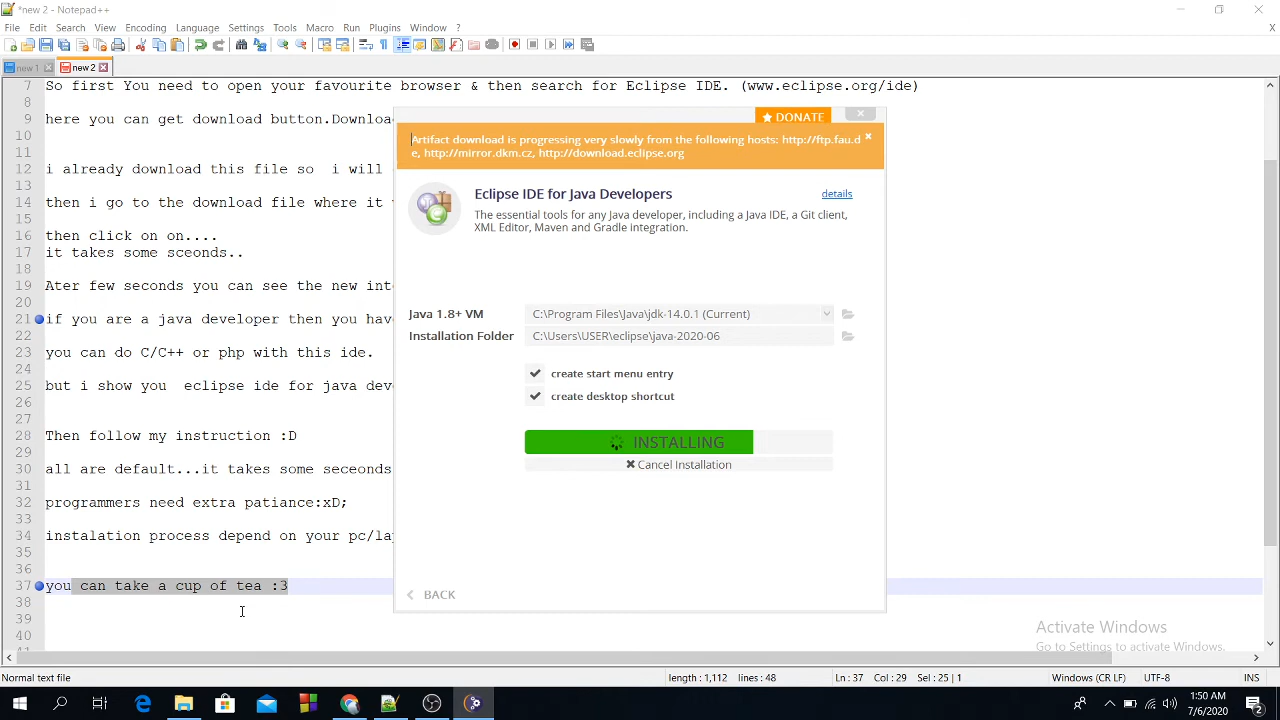 *new 2 - Notepad++
File Edit Search View Encoding Language Settings Tools Macro Run Plugins Window ?
X
new 1 new 2
7 So first You need to open your favourite browser & then search for Eclipse IDE. (www.eclipse.org/ide)
8
9 here you can get download button.Downloa
10
11
12 i already download this file so i will
13
14 then i go to the download file where it
15
16 then click on on....
17 it takes some sceonds..
18
19 Ater few seconds you can see the new int
20
21 if you are a java developer then you hav
22
23 you can do C/C++ or php with this ide.
24
25 but i show you eclipse ide for java dev
26
27
28 Then follow my instruction :D
29
30 all are default...it takes some seceonds
31
32 programmers need extra patiance:xD;
33
34 instalation process depend on your pc/la
35
36
37 you can take a cup of tea :3
38
39
40
DONATE
Artifact download is progressing very slowly from the following hosts: http://ftp.fau.d
e, http://mirror.dkm.cz, http://download.eclipse.org
Eclipse IDE for Java Developers
details
The essential tools for any Java developer, including a Java IDE, a Git client,
XML Editor, Maven and Gradle integration.
Java 1.8+ VM C:\Program Files\Java\jdk-14.0.1 (Current)
Installation Folder C:\Users\USER\eclipse\java-2020-06
create start menu entry
create desktop shortcut
INSTALLING
Cancel Installation
BACK
Activate Windows
Go to Settings to activate Windows.
Normal text file length : 1,112 lines : 48 Ln : 37 Col : 29 Sel : 25 | 1 Windows (CR LF) UTF-8 INS
1:50 AM
7/6/2020
2